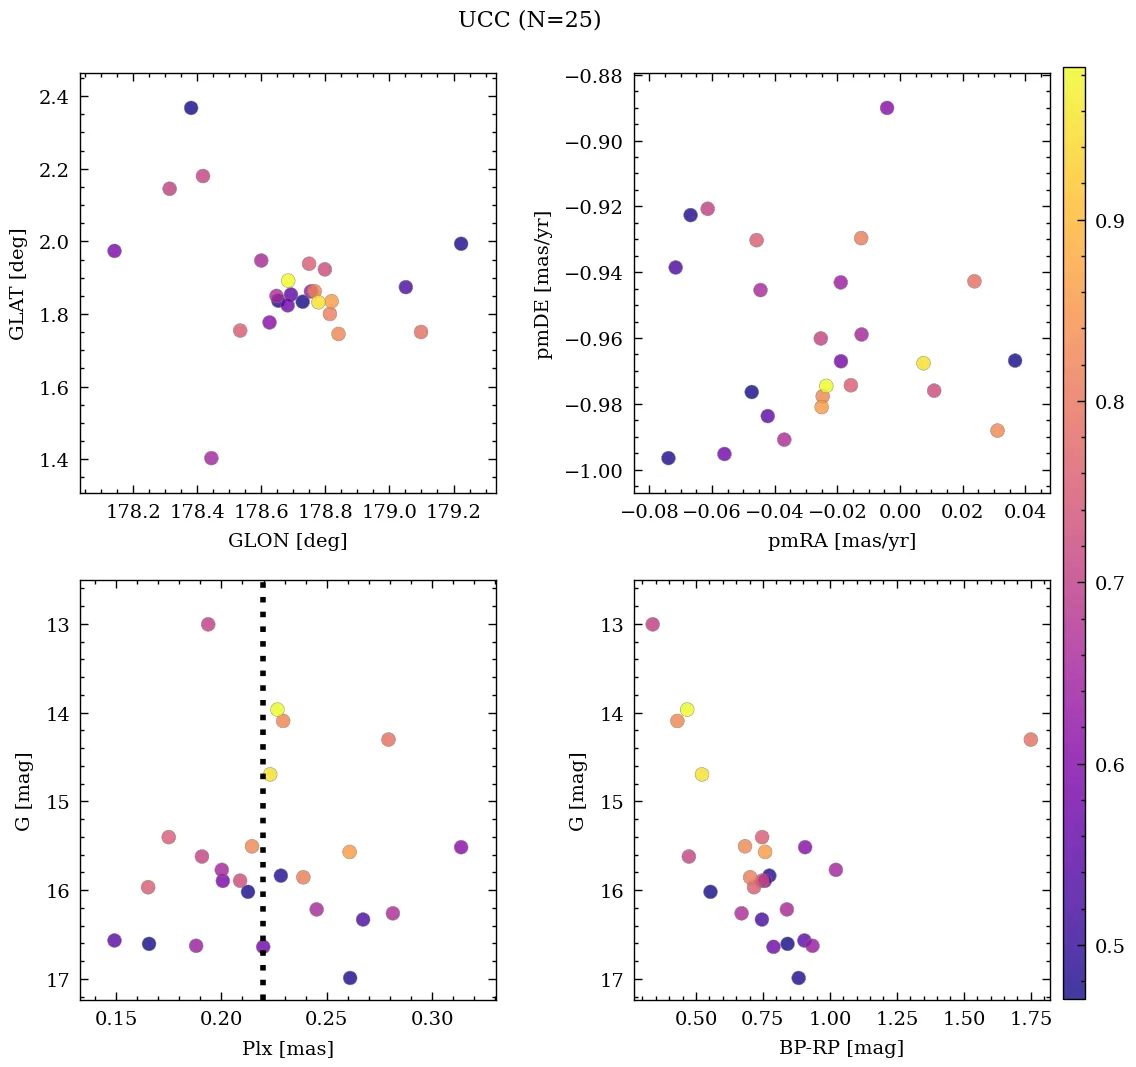 UCC (N=25)
2.4
2.2
2.0
1.8
1.6
1.4
GLAT [deg]
178.2 178.4 178.6 178.8 179.0 179.2
GLON [deg]
−0.88
−0.90
−0.92
−0.94
−0.96
−0.98
−1.00
pmDE [mas/yr]
−0.08 −0.06 −0.04 −0.02 0.00 0.02 0.04
pmRA [mas/yr]
13
14
15
16
17
G [mag]
0.15 0.20 0.25 0.30
Plx [mas]
13
14
15
16
17
G [mag]
0.50 0.75 1.00 1.25 1.50 1.75
BP-RP [mag]
0.9
0.8
0.7
0.6
0.5